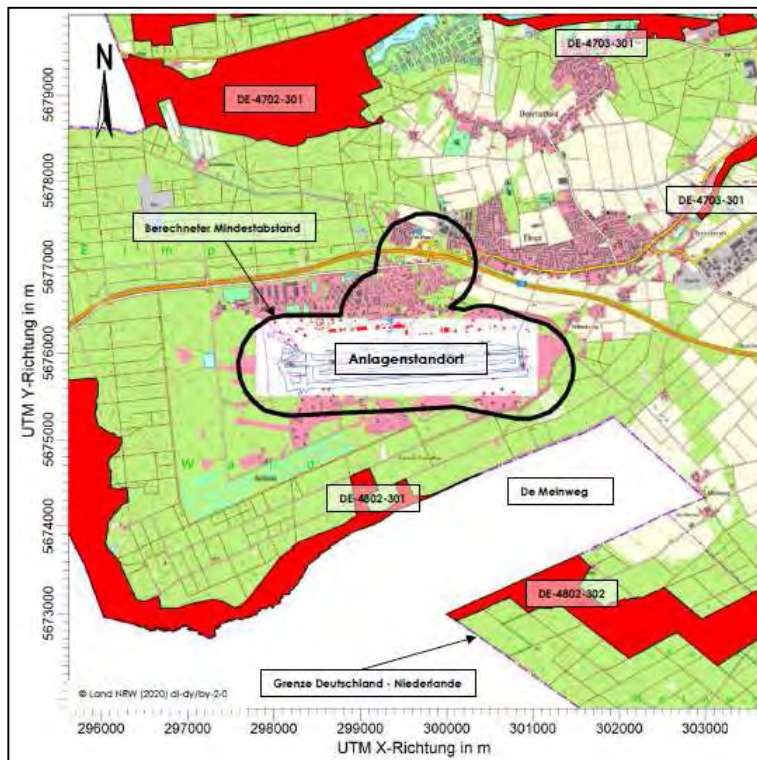 DE-4703-301
N
DE-4702-301
DE-4703-301
Berechneter Mindestabstand
Elmpt
Anlagenstandort
W a l d
De Meinweg
DE-4802-301
DE-4802-302
Grenze Deutschland - Niederlande
© Land NRW (2020) dl-dy/by-2-0
UTM Y-Richtung in m
5679000
5678000
5677000
5676000
5675000
5674000
5673000
296000 297000 298000 299000 300000 301000 302000 303000
UTM X-Richtung in m